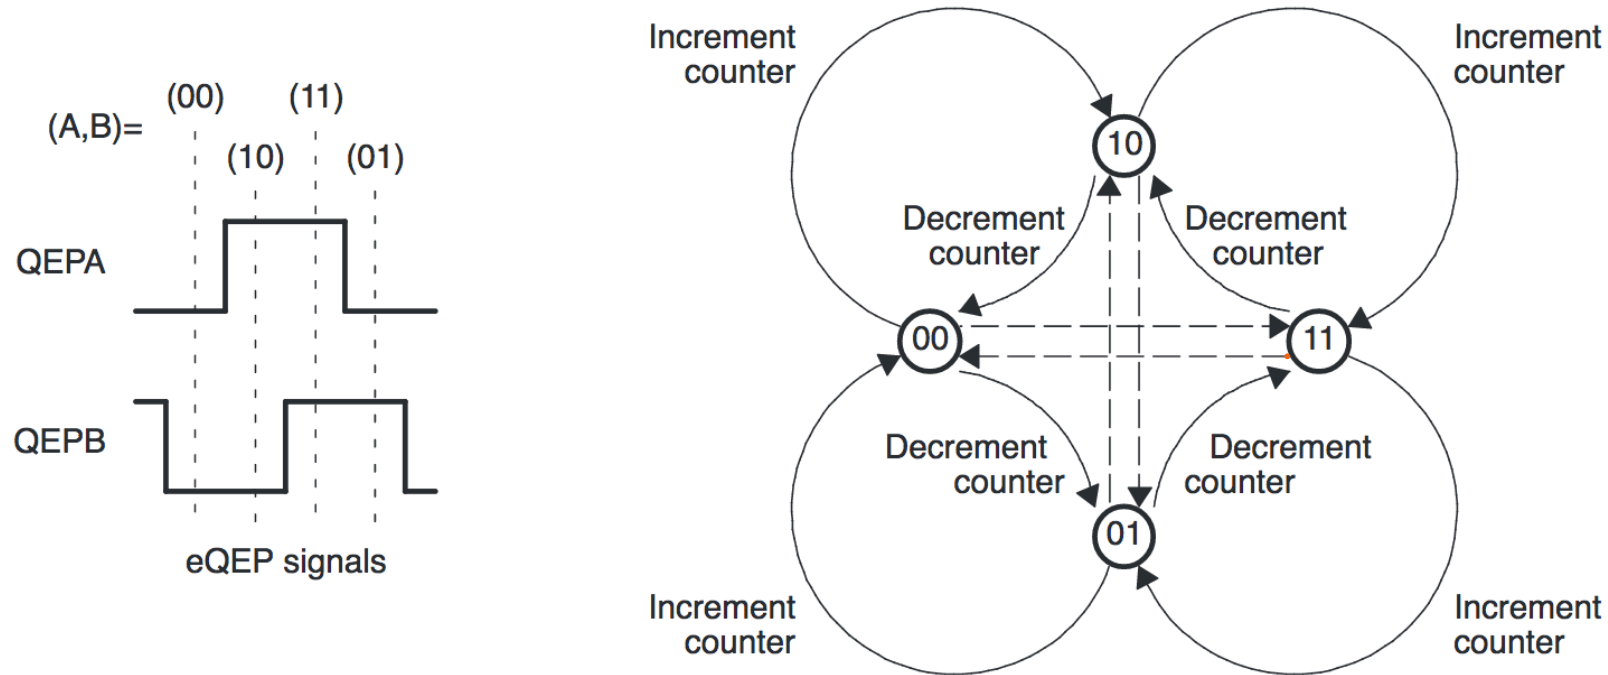 (00)
(11)
(A,B)=
(10)
(01)
QEPA
QEPB
eQEP signals
Increment
counter
Increment
counter
10
Decrement
counter
Decrement
counter
00
11
Decrement
counter
Decrement
counter
01
Increment
counter
Increment
counter